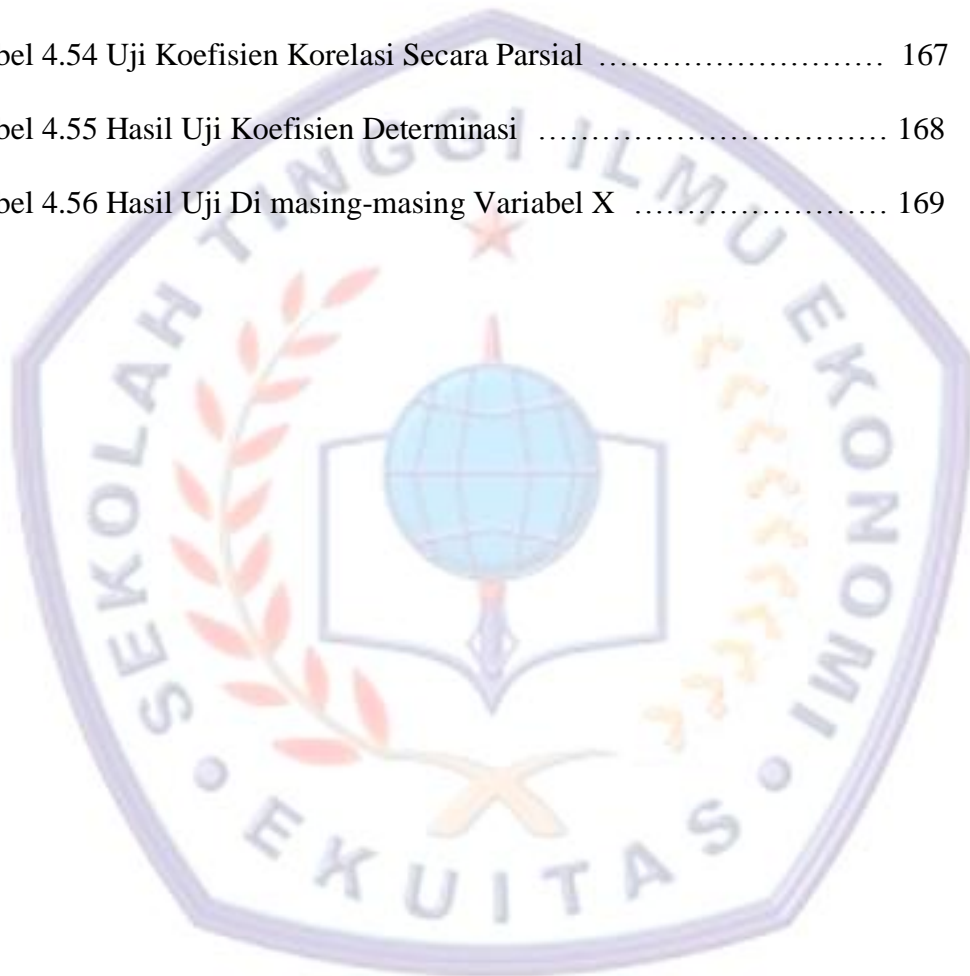 bel 4.54 Uji Koefisien Korelasi Secara Parsial ........................... 167
bel 4.55 Hasil Uji Koefisien Determinasi ................................. 168
bel 4.56 Hasil Uji Di masing-masing Variabel X ........................ 169
SEKOLAH TINGGI ILMU EKONOMI
EKUITAS